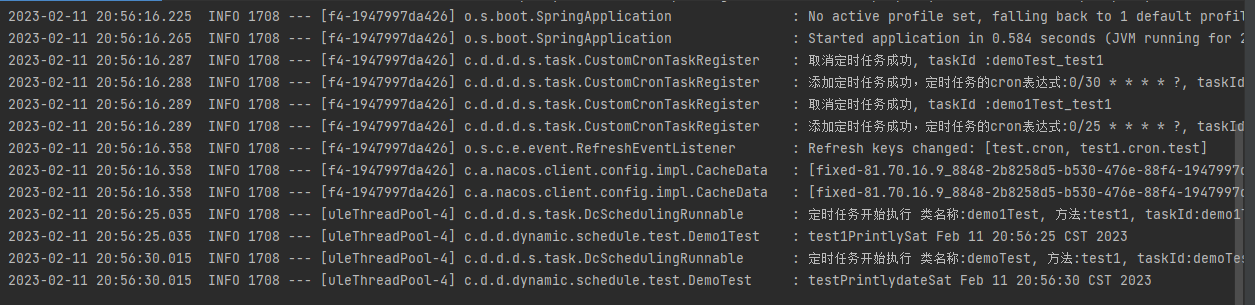 2023-02-11 20:56:16.225  INFO 1708 --- [f4-1947997da426] o.s.boot.SpringApplication               : No active profile set, falling back to 1 default profil
2023-02-11 20:56:16.265  INFO 1708 --- [f4-1947997da426] o.s.boot.SpringApplication               : Started application in 0.584 seconds (JVM running for 2
2023-02-11 20:56:16.287  INFO 1708 --- [f4-1947997da426] c.d.d.d.s.task.CustomCronTaskRegister    : 取消定时任务成功, taskId :demoTest_test1
2023-02-11 20:56:16.288  INFO 1708 --- [f4-1947997da426] c.d.d.d.s.task.CustomCronTaskRegister    : 添加定时任务成功，定时任务的cron表达式:0/30 * * * * ?, taskId
2023-02-11 20:56:16.289  INFO 1708 --- [f4-1947997da426] c.d.d.d.s.task.CustomCronTaskRegister    : 取消定时任务成功, taskId :demo1Test_test1
2023-02-11 20:56:16.289  INFO 1708 --- [f4-1947997da426] c.d.d.d.s.task.CustomCronTaskRegister    : 添加定时任务成功，定时任务的cron表达式:0/25 * * * * ?, taskId
2023-02-11 20:56:16.358  INFO 1708 --- [f4-1947997da426] o.s.c.e.event.RefreshEventListener       : Refresh keys changed: [test.cron, test1.cron.test]
2023-02-11 20:56:16.358  INFO 1708 --- [f4-1947997da426] c.a.nacos.client.config.impl.CacheData   : [fixed-81.70.16.9_8848-2b8258d5-b530-476e-88f4-1947997d
2023-02-11 20:56:16.358  INFO 1708 --- [f4-1947997da426] c.a.nacos.client.config.impl.CacheData   : [fixed-81.70.16.9_8848-2b8258d5-b530-476e-88f4-1947997d
2023-02-11 20:56:25.035  INFO 1708 --- [uleThreadPool-4] c.d.d.d.s.task.DcSchedulingRunnable      : 定时任务开始执行 类名称:demo1Test, 方法:test1, taskId:demo1T
2023-02-11 20:56:25.035  INFO 1708 --- [uleThreadPool-4] c.d.d.dynamic.schedule.test.Demo1Test    : test1PrintlySat Feb 11 20:56:25 CST 2023
2023-02-11 20:56:30.015  INFO 1708 --- [uleThreadPool-4] c.d.d.d.s.task.DcSchedulingRunnable      : 定时任务开始执行 类名称:demoTest, 方法:test1, taskId:demoTes
2023-02-11 20:56:30.015  INFO 1708 --- [uleThreadPool-4] c.d.d.dynamic.schedule.test.DemoTest     : testPrintlydateSat Feb 11 20:56:30 CST 2023